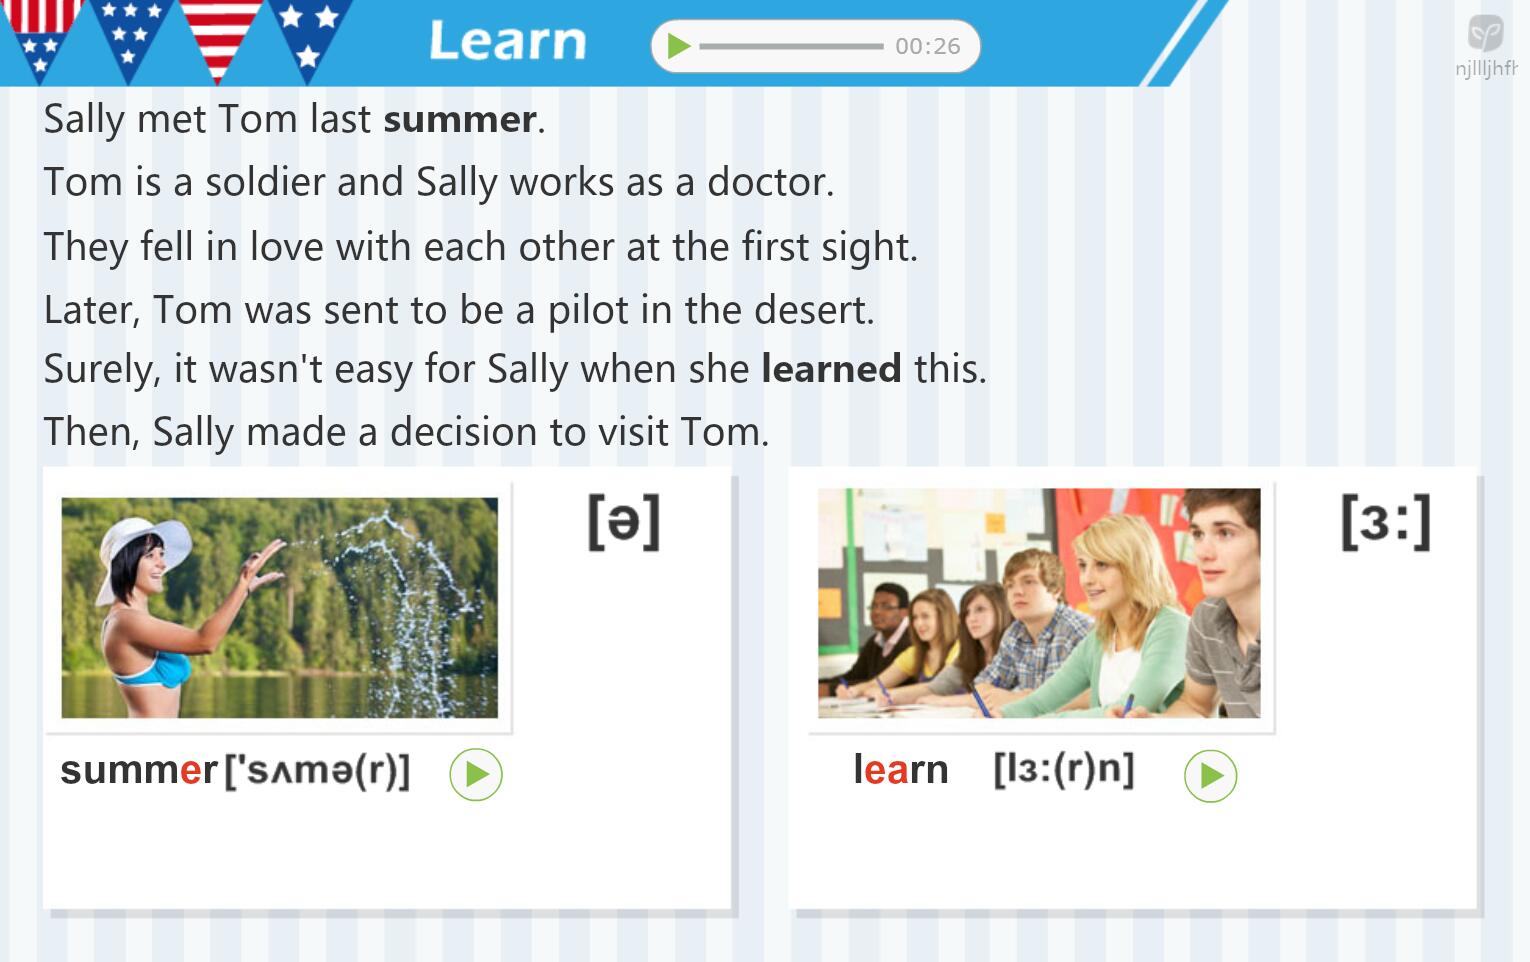 Learn
00:26
njllljhfh
Sally met Tom last summer.
Tom is a soldier and Sally works as a doctor.
They fell in love with each other at the first sight.
Later, Tom was sent to be a pilot in the desert.
Surely, it wasn't easy for Sally when she learned this.
Then, Sally made a decision to visit Tom.
[ə]
[ɜ:]
summer ['sʌmə(r)]
learn [lɜ:(r)n]